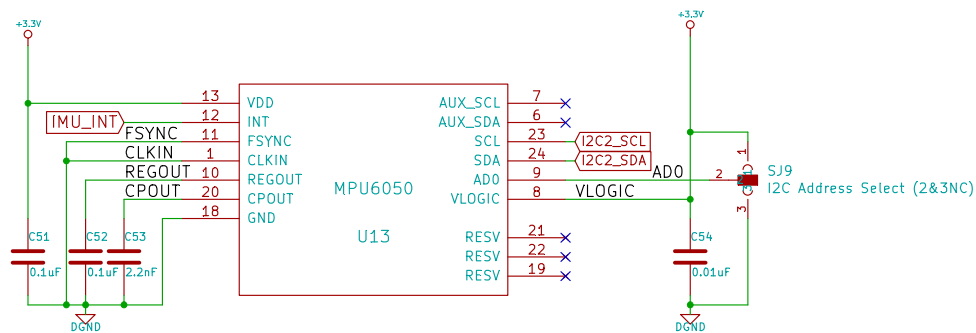 +3.3V
+3.3V
13 VDD AUX_SCL 7
IMU_INT 12 INT AUX_SDA 6
FSYNC 11 FSYNC SCL 23 I2C2_SCL
CLKIN 1 CLKIN SDA 24 I2C2_SDA
REGOUT 10 REGOUT AD0 9 AD0
CPOUT 20 CPOUT VLOGIC 8 VLOGIC
18 GND
MPU6050
U13
RESV 21
RESV 22
RESV 19
1
2
3
SJ9
I2C Address Select (2&3NC)
C51
0.1uF
C52
0.1uF
C53
2.2nF
C54
0.01uF
DGND
DGND